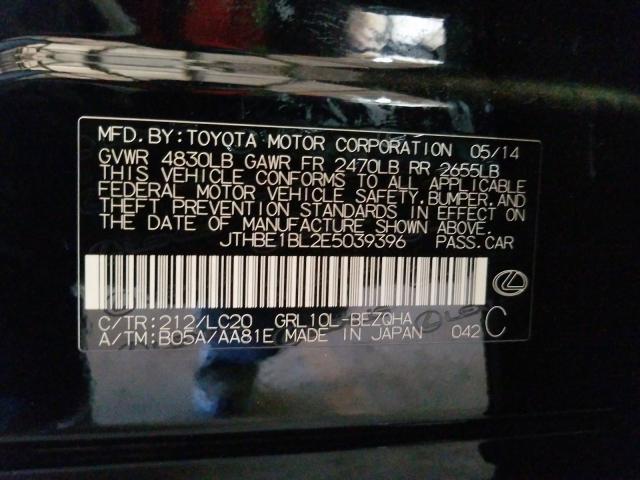 MFD.BY:TOYOTA MOTOR CORPORATION 05/14
GVWR 4830LB GAWR FR 2470LB RR 2655LB
THIS VEHICLE CONFORMS TO ALL APPLICABLE
FEDERAL MOTOR VEHICLE SAFETY,BUMPER,AND
THEFT PREVENTION STANDARDS IN EFFECT ON
THE DATE OF MANUFACTURE SHOWN ABOVE.
JTHBE1BL2E5039396 PASS.CAR
C/TR:212/LC20 GRL10L-BEZQHA
A/TM:B05A/AA81E MADE IN JAPAN 042 C